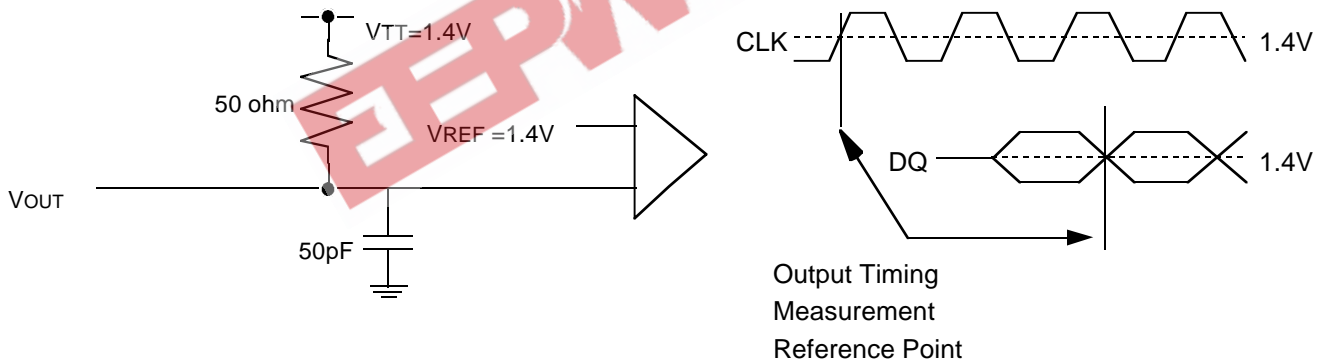 VTT=1.4V
50 ohm
VREF =1.4V
VOUT
50pF
CLK
1.4V
DQ
1.4V
Output Timing
Measurement
Reference Point
EEPW